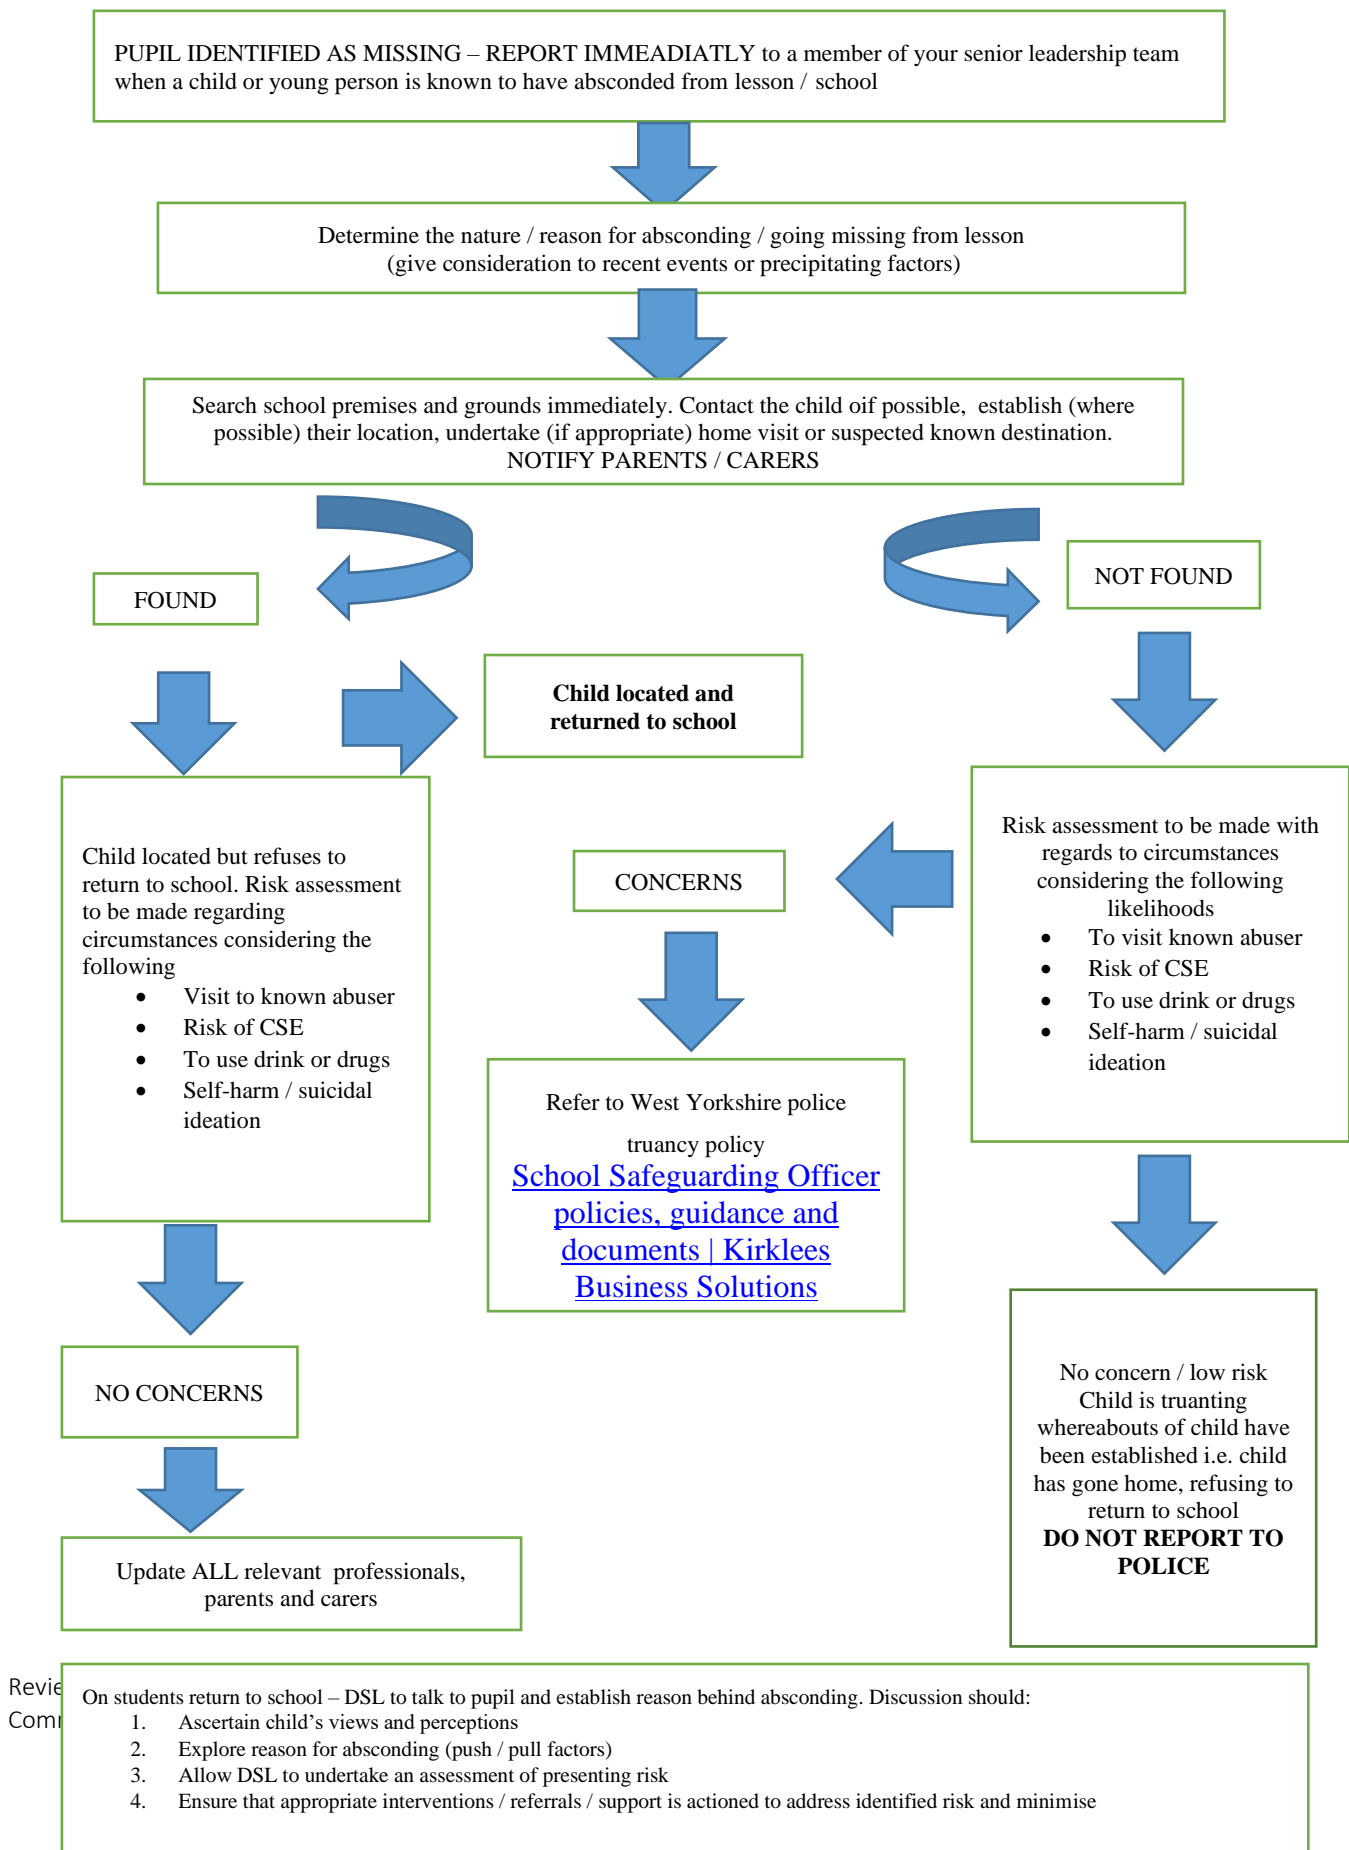 PUPIL IDENTIFIED AS MISSING – REPORT IMMEADIATLY to a member of your senior leadership team
when a child or young person is known to have absconded from lesson / school
Determine the nature / reason for absconding / going missing from lesson
(give consideration to recent events or precipitating factors)
Search school premises and grounds immediately. Contact the child oif possible, establish (where
possible) their location, undertake (if appropriate) home visit or suspected known destination.
NOTIFY PARENTS / CARERS
FOUND
NOT FOUND
Child located and
returned to school
Child located but refuses to
return to school. Risk assessment
to be made regarding
circumstances considering the
following
• Visit to known abuser
• Risk of CSE
• To use drink or drugs
• Self-harm / suicidal
ideation
CONCERNS
Risk assessment to be made with
regards to circumstances
considering the following
likelihoods
• To visit known abuser
• Risk of CSE
• To use drink or drugs
• Self-harm / suicidal
ideation
Refer to West Yorkshire police
truancy policy
School Safeguarding Officer
policies, guidance and
documents | Kirklees
Business Solutions
NO CONCERNS
No concern / low risk
Child is truanting
whereabouts of child have
been established i.e. child
has gone home, refusing to
return to school
DO NOT REPORT TO
POLICE
Update ALL relevant professionals,
parents and carers
On students return to school – DSL to talk to pupil and establish reason behind absconding. Discussion should:
1. Ascertain child's views and perceptions
2. Explore reason for absconding (push / pull factors)
3. Allow DSL to undertake an assessment of presenting risk
4. Ensure that appropriate interventions / referrals / support is actioned to address identified risk and minimise